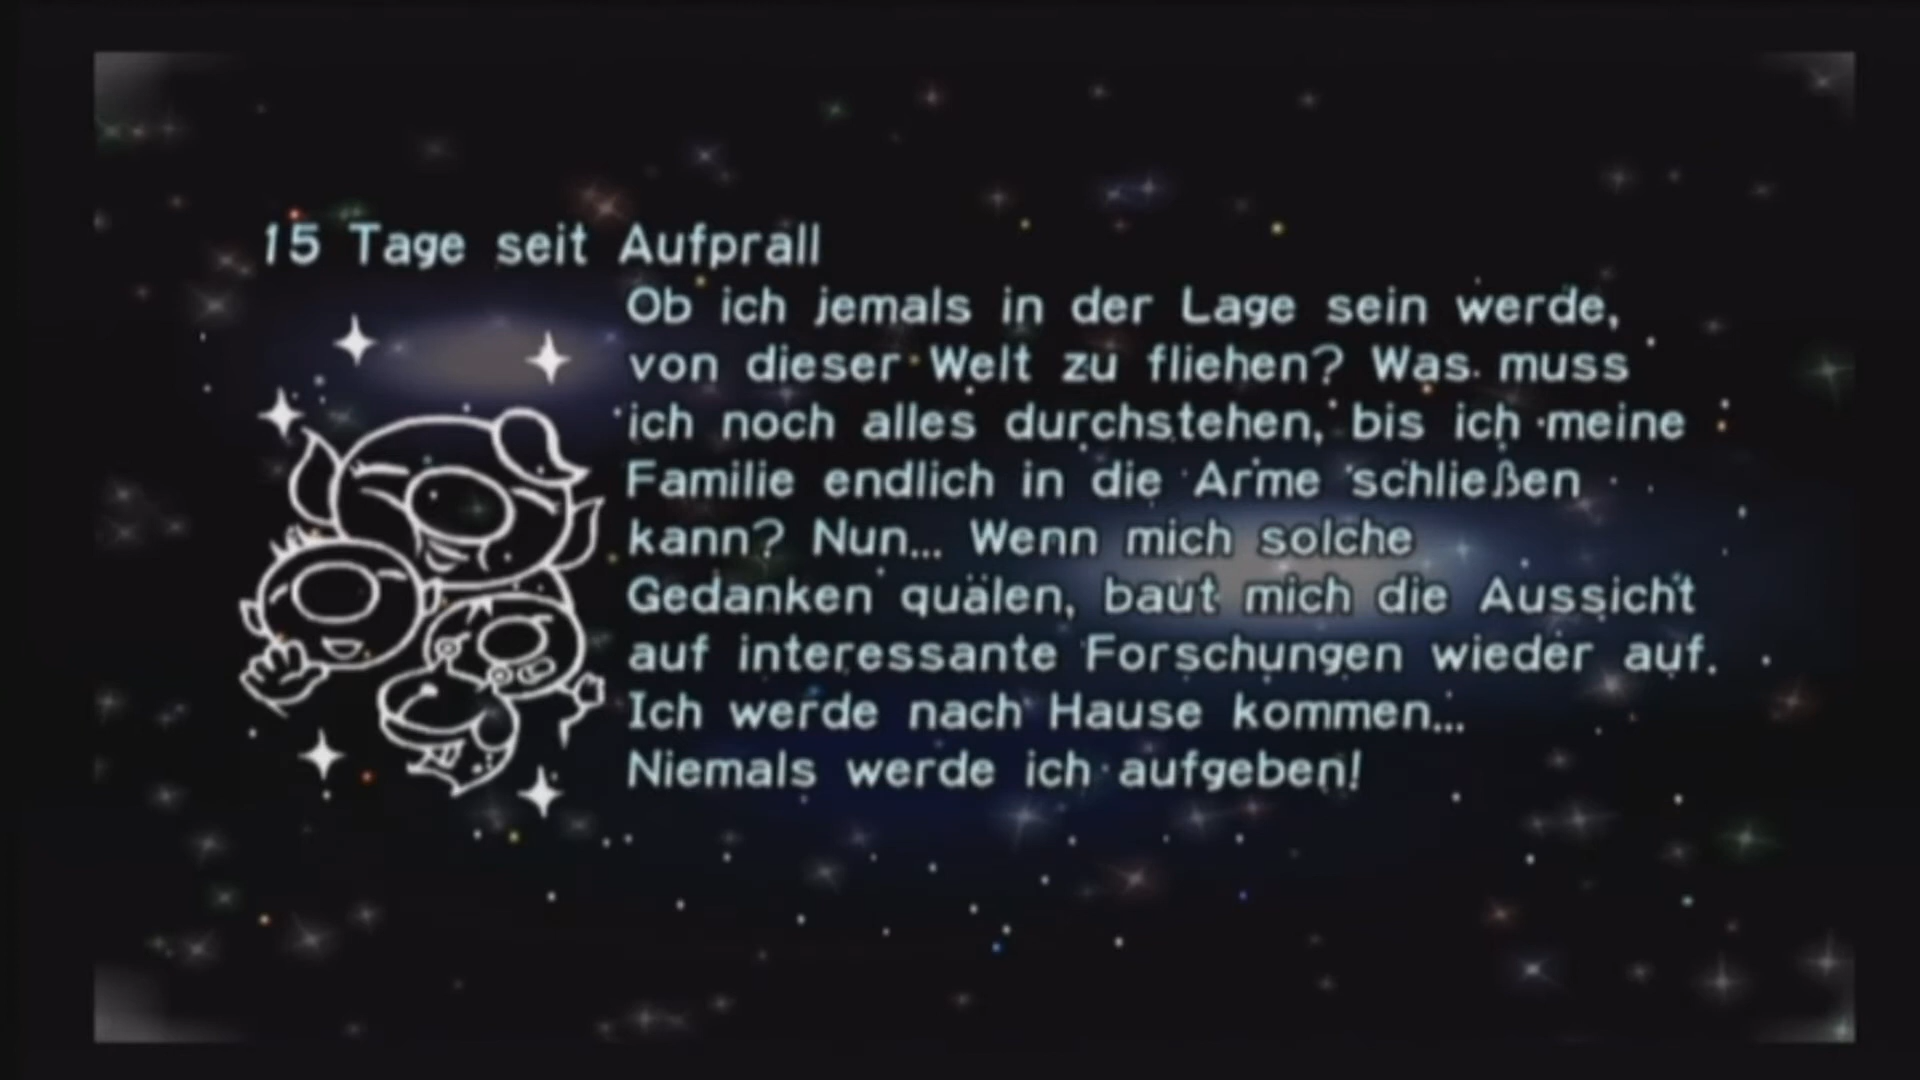 15 Tage seit Aufprall
Ob ich jemals in der Lage sein werde,
von dieser Welt zu fliehen? Was muss
ich noch alles durchstehen, bis ich meine
Familie endlich in die Arme schließen
kann? Nun... Wenn mich solche
Gedanken quälen, baut mich die Aussicht
auf interessante Forschungen wieder auf.
Ich werde nach Hause kommen...
Niemals werde ich aufgeben!